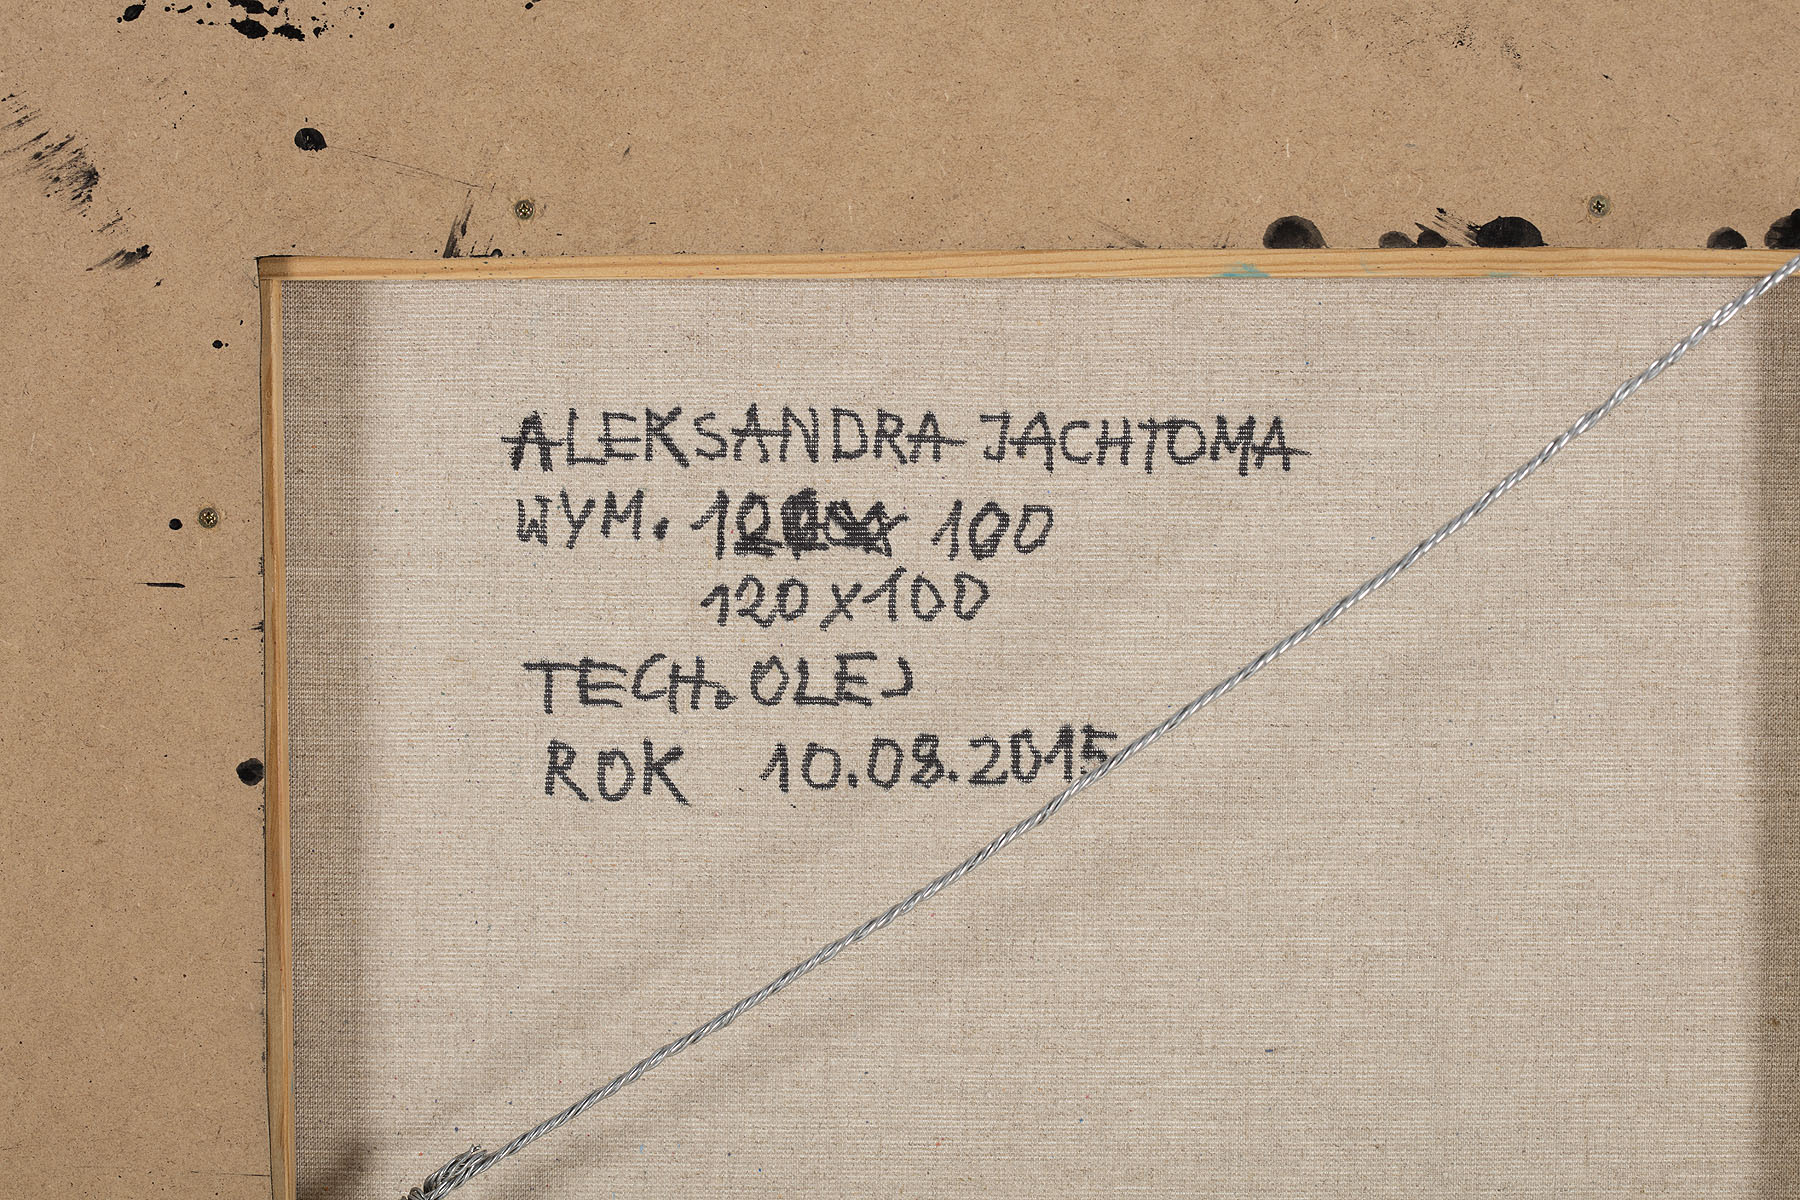 ALEKSANDRA JACHTOMA
WYM. 100
120 x 100
TECH. OLEJ
ROK 10.08.2015